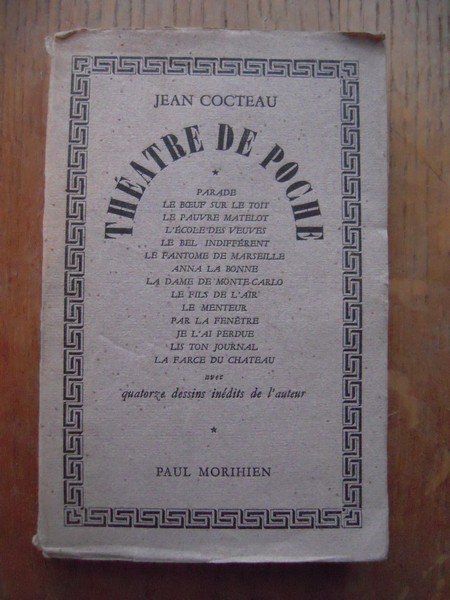 JEAN COCTEAU
THÉATRE DE POCHE
*
PARADE
LE BŒUF SUR LE TOIT
LE PAUVRE MATELOT
L'ÉCOLE DES VEUVES
LE BEL INDIFFÉRENT
LE FANTOME DE MARSEILLE
ANNA LA BONNE
LA DAME DE MONTE-CARLO
LE FILS DE L'AIR
LE MENTEUR
PAR LA FENÊTRE
JE L'AI PERDUE
LIS TON JOURNAL
LA FARCE DU CHATEAU
avec
quatorze dessins inédits de l'auteur
*
PAUL MORIHIEN